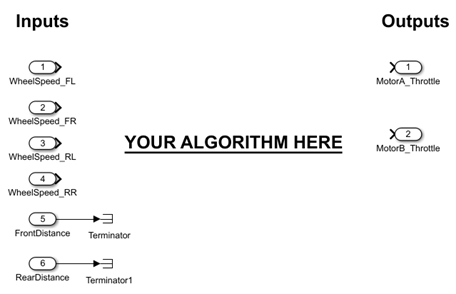 Inputs
Outputs
1
WheelSpeed_FL
1
MotorA_Throttle
2
WheelSpeed_FR
3
WheelSpeed_RL
YOUR ALGORITHM HERE
2
MotorB_Throttle
4
WheelSpeed_RR
5
FrontDistance
Terminator
6
RearDistance
Terminator1